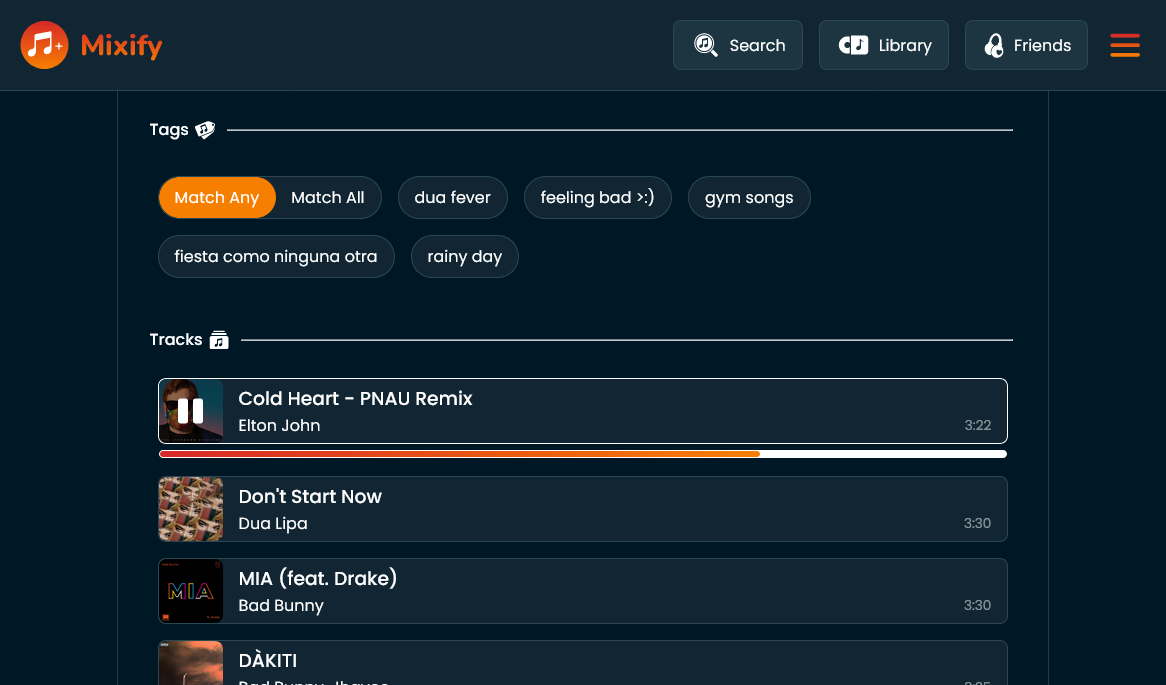 Mixify
Search
Library
Friends
Tags
Match Any
Match All
dua fever
feeling bad >:)
gym songs
fiesta como ninguna otra
rainy day
Tracks
Cold Heart - PNAU Remix
Elton John
3:22
Don't Start Now
Dua Lipa
3:30
MIA
MIA (feat. Drake)
Bad Bunny
3:30
DÀKITI